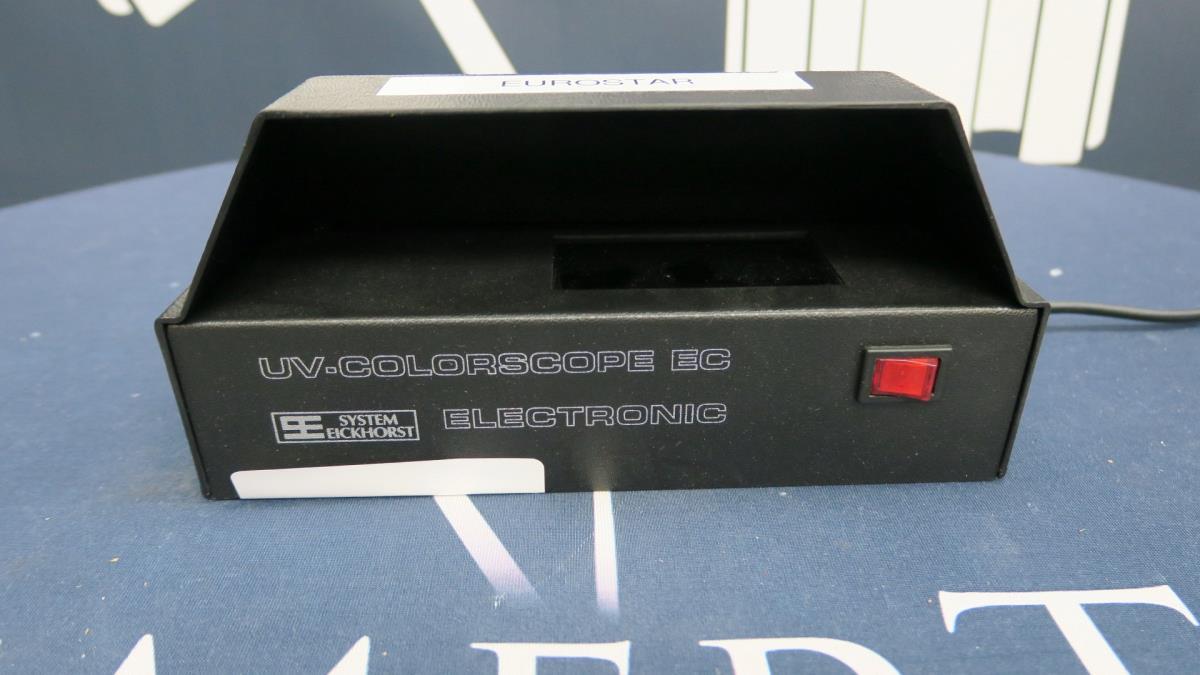 EUROSTAR
UV-COLORSCOPE EC
SYSTEM
EICKHORST
ELECTRONIC